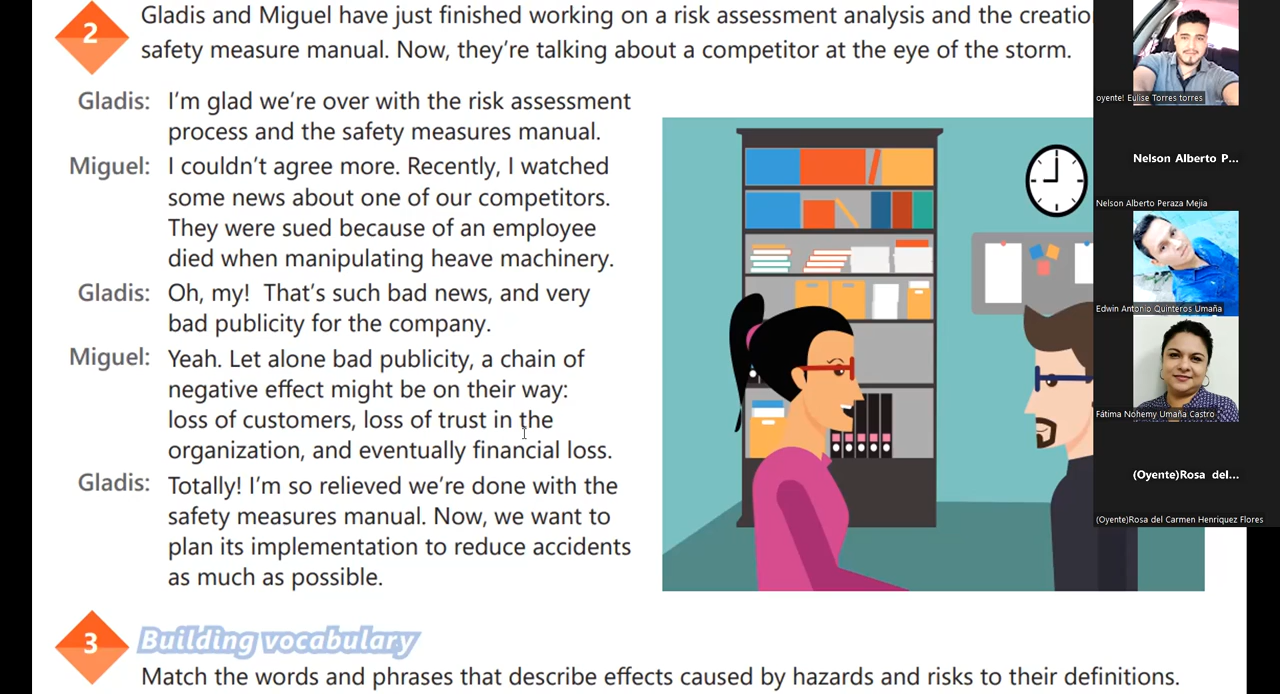 2
Gladis and Miguel have just finished working on a risk assessment analysis and the
safety measure manual. Now, they're talking about a competitor at the eye of the storm.
Gladis: I'm glad we're over with the risk assessment
process and the safety measures manual.
Miguel: I couldn't agree more. Recently, I watched
some news about one of our competitors.
They were sued because of an employee
died when manipulating heave machinery.
Gladis: Oh, my! That's such bad news, and very
bad publicity for the company.
Miguel: Yeah. Let alone bad publicity, a chain of
negative effect might be on their way:
loss of customers, loss of trust in the
organization, and eventually financial loss.
Gladis: Totally! I'm so relieved we're done with the
safety measures manual. Now, we want to
plan its implementation to reduce accidents
as much as possible.
3
Building vocabulary
Match the words and phrases that describe effects caused by hazards and risks to their definitions.
oyente! Eulise Torres torres
Nelson Alberto P...
Nelson Alberto Peraza Mejia
Edwin Antonio Quinteros Umaña
Fátima Nohemy Umaña Castro
(Oyente)Rosa del...
(Oyente)Rosa del Carmen Henriquez Flores